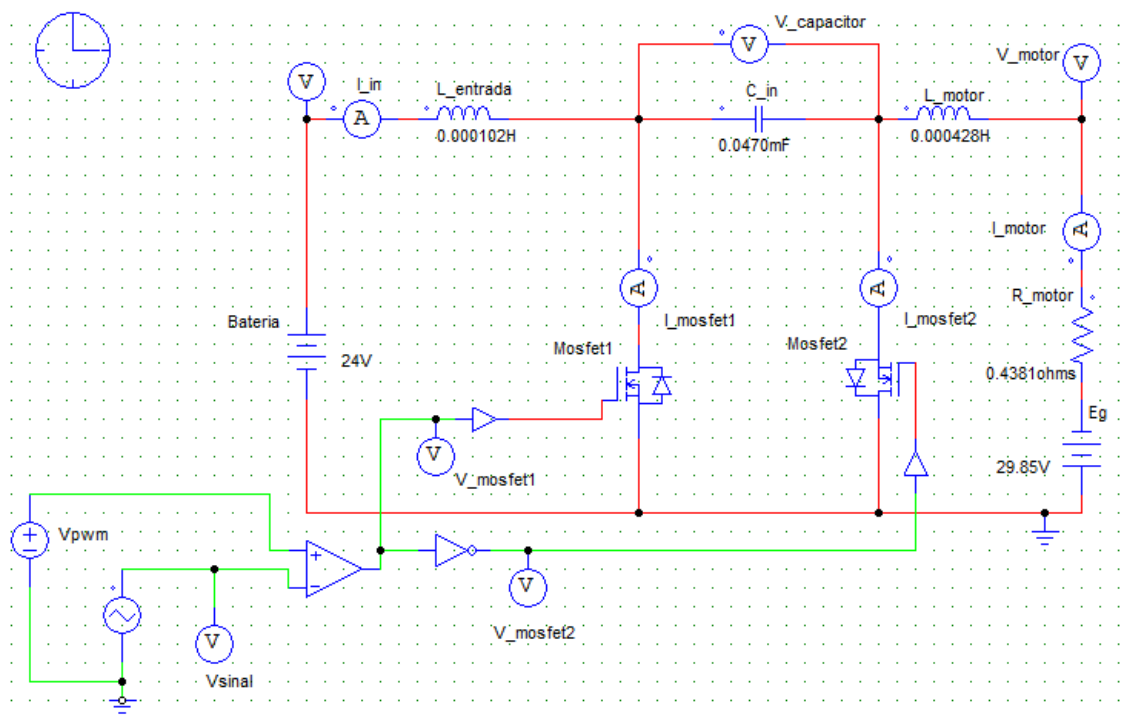 V_capacitor
V
V_motor
V
V
I_in
A
L_entrada
0.000102H
C_in
0.0470mF
L_motor
0.000428H
I_motor
A
A
I_mosfet1
A
I_mosfet2
R_motor
0.4381ohms
Bateria
24V
Mosfet1
Mosfet2
Eg
29.85V
V
V_mosfet1
Vpwm
V
V_mosfet2
V
Vsinal